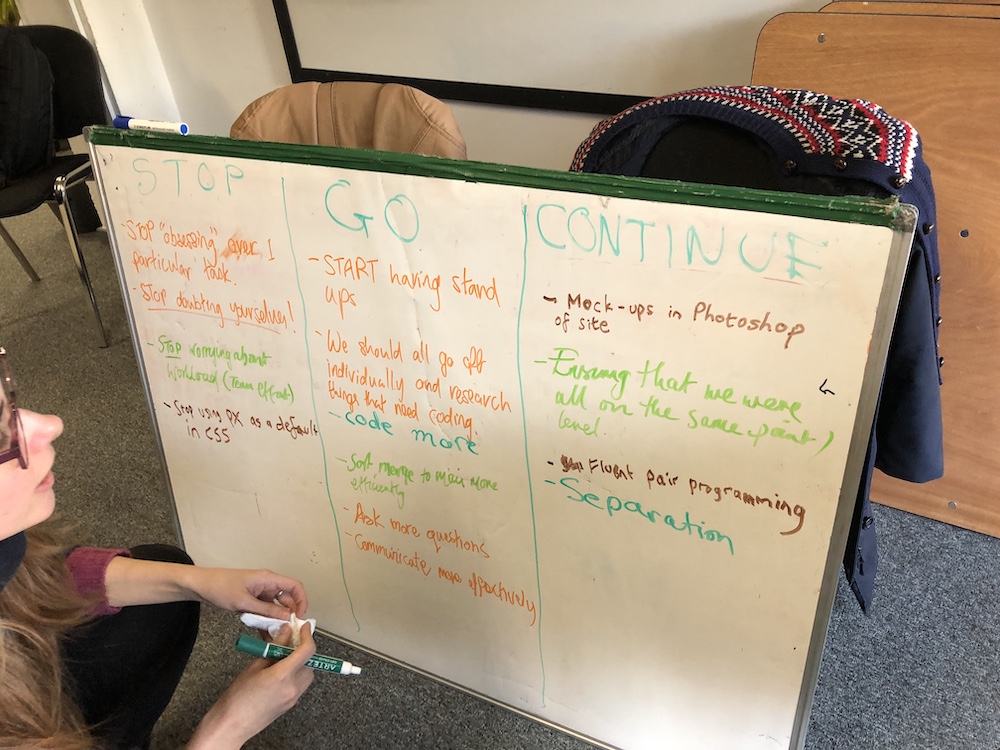 STOP
- STOP "obsessing" over 1
particular task.
- Stop doubting yourselves!
- STOP worrying about
workload (Team effort)
- Stop using PX as a default
in CSS
GO
- START having stand
ups
- We should all go off
individually and research
things that need coding.
- code more
- Sort merge to main more
efficiently
- Ask more questions
- Communicate more effectively
CONTINUE
- Mock-ups in Photoshop
of site
- Ensuring that we were
all on the same point /
level.
- Fluent pair programming
- Separation
ARTEZ